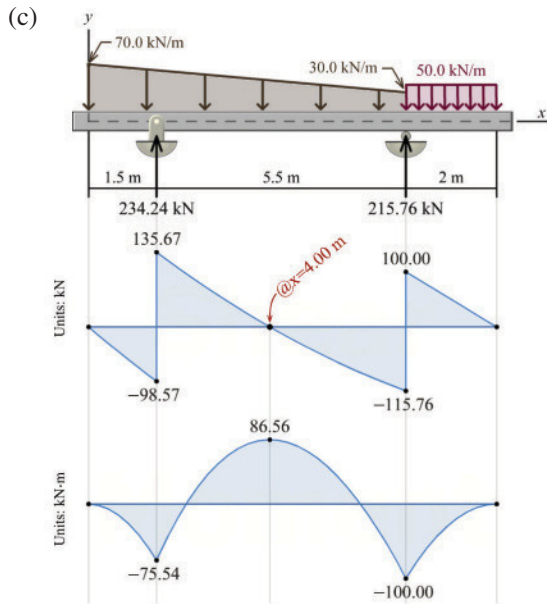 (c)
y
70.0 kN/m
30.0 kN/m
50.0 kN/m
x
1.5 m
5.5 m
2 m
234.24 kN
215.76 kN
Units: kN
135.67
@x=4.00 m
100.00
−98.57
−115.76
Units: kN-m
86.56
−75.54
−100.00